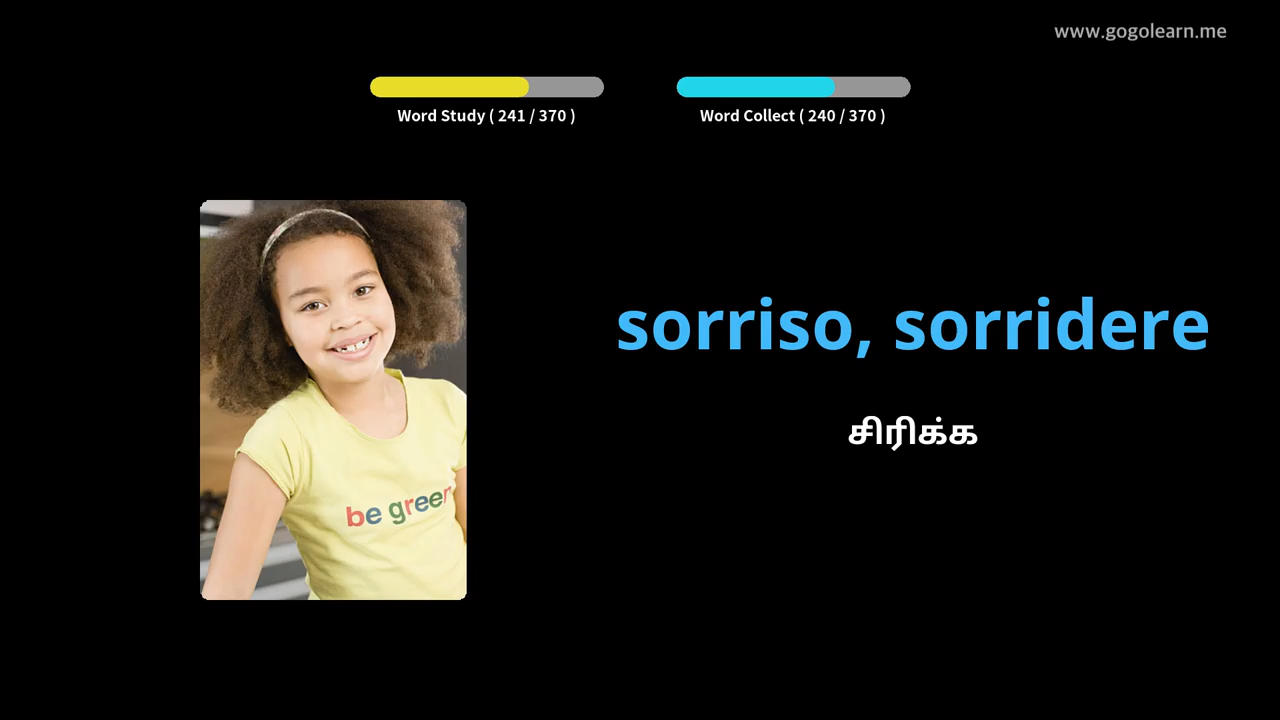 www.gogolearn.me
Word Study ( 241 / 370 )
Word Collect ( 240 / 370 )
sorriso, sorridere
சிரிக்க
be green